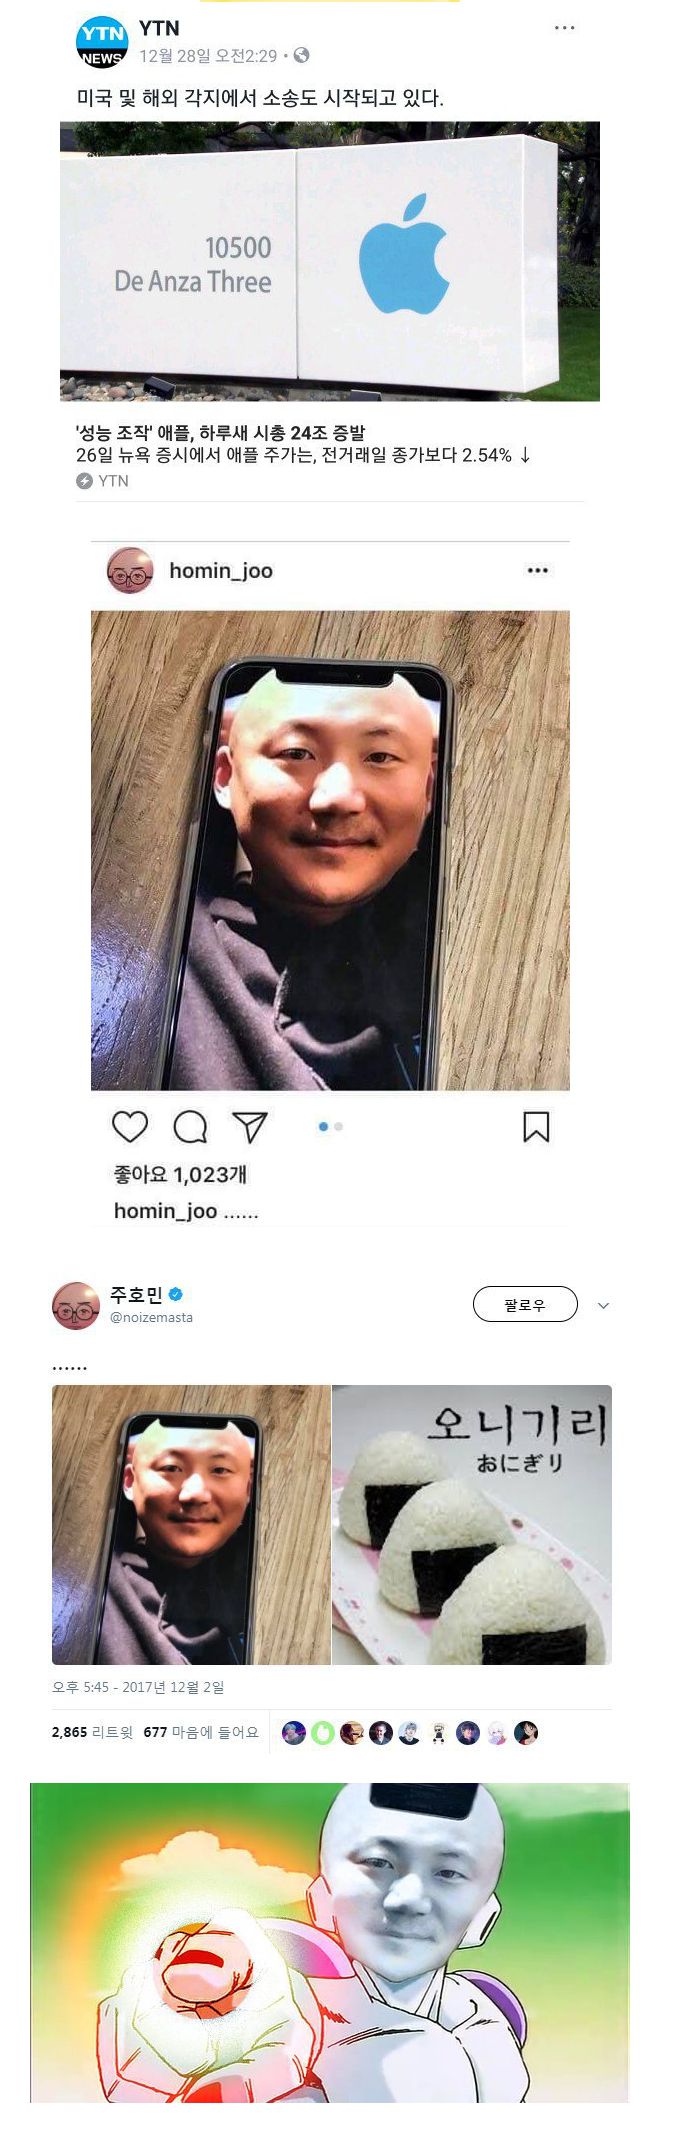 YTN
NEWS
YTN
12월 28일 오전2:29
미국 및 해외 각지에서 소송도 시작되고 있다.
10500
De Anza Three
'성능 조작' 애플, 하루새 시총 24조 증발
26일 뉴욕 증시에서 애플 주가는, 전거래일 종가보다 2.54% ↓
YTN
homin_joo
좋아요 1,023개
homin_joo ......
주호민
@noizemasta
팔로우
......
오니기리
おにぎり
오후 5:45 - 2017년 12월 2일
2,865 리트윗 677 마음에 들어요